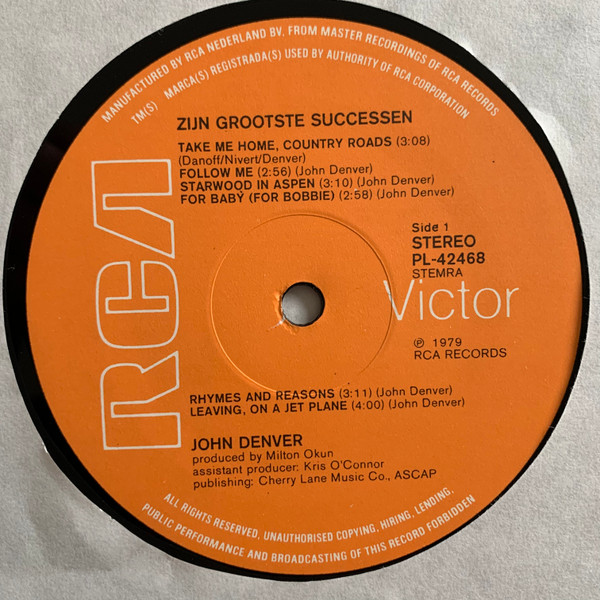 MANUFACTURED BY RCA NEDERLAND BV. FROM MASTER RECORDINGS OF RCA RECORDS
TM(S) MARCA(S) REGISTRADA(S) USED BY AUTHORITY OF RCA CORPORATION
ZIJN GROOTSTE SUCCESSEN
TAKE ME HOME, COUNTRY ROADS (3:08)
(Danoff/Nivert/Denver)
FOLLOW ME (2:56) (John Denver)
STARWOOD IN ASPEN (3:10) (John Denver)
FOR BABY (FOR BOBBIE) (2:58) (John Denver)
RCA
Side 1
STEREO
PL-42468
STEMRA
Victor
℗ 1979
RCA RECORDS
RHYMES AND REASONS (3:11) (John Denver)
LEAVING, ON A JET PLANE (4:00) (John Denver)
JOHN DENVER
produced by Milton Okun
assistant producer: Kris O'Connor
publishing: Cherry Lane Music Co., ASCAP
ALL RIGHTS RESERVED, UNAUTHORISED COPYING, HIRING, LENDING,
PUBLIC PERFORMANCE AND BROADCASTING OF THIS RECORD FORBIDDEN